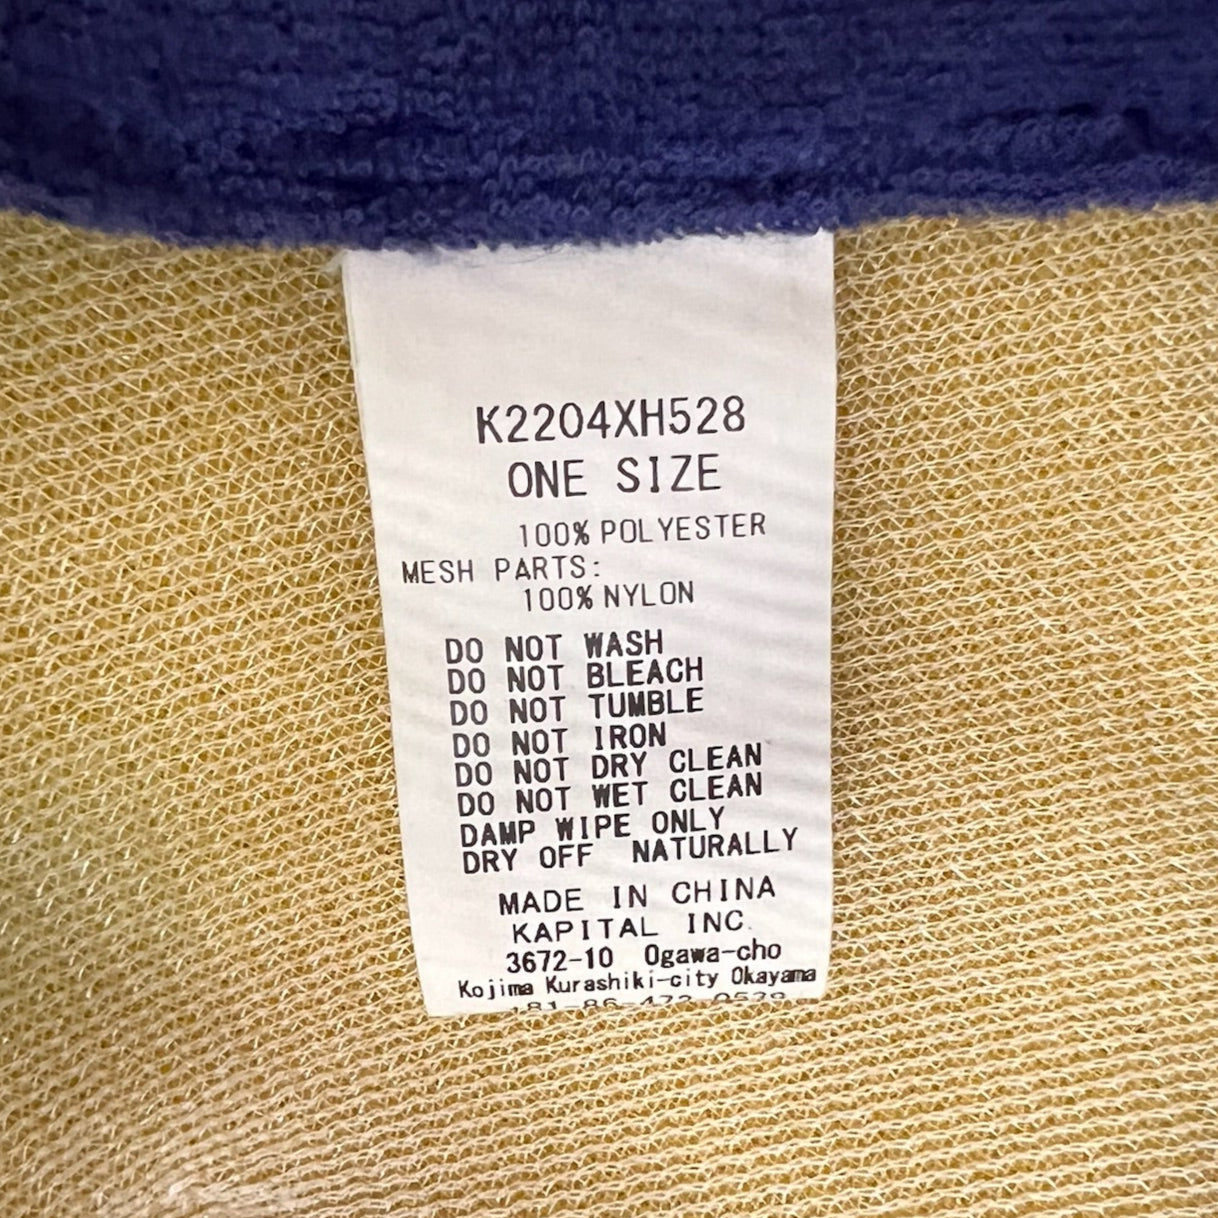 K2204XH528
ONE SIZE
100% POLYESTER
MESH PARTS:
100% NYLON
DO NOT WASH
DO NOT BLEACH
DO NOT TUMBLE
DO NOT IRON
DO NOT DRY CLEAN
DO NOT WET CLEAN
DAMP WIPE ONLY
DRY OFF NATURALLY
MADE IN CHINA
KAPITAL INC.
3672-10 Ogawa-cho
Kojima Kurashiki-city Okayama